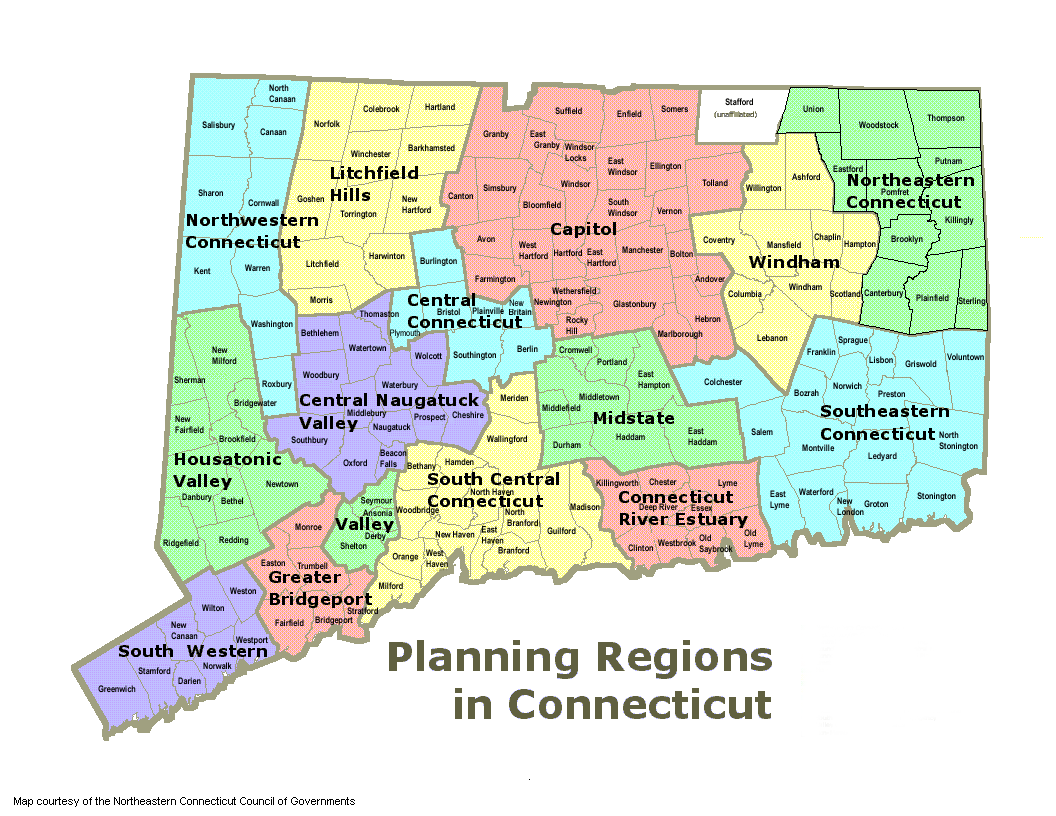 North
Canaan
Salisbury
Canaan
Sharon
Cornwall
Northwestern
Connecticut
Kent
Warren
Washington
Roxbury
Norfolk
Colebrook
Hartland
Winchester
Barkhamsted
Litchfield
Hills
Goshen
Torrington
New
Hartford
Litchfield
Harwinton
Morris
Granby
Suffield
Enfield
Somers
East
Granby
Windsor
Locks
East
Windsor
Ellington
Canton
Simsbury
Windsor
Tolland
Bloomfield
South
Windsor
Vernon
Capitol
Avon
West
Hartford
Hartford
East
Hartford
Manchester
Bolton
Farmington
Andover
Wethersfield
Newington
Glastonbury
Rocky
Hill
Hebron
Marlborough
Stafford
(unaffiliated)
Union
Woodstock
Thompson
Putnam
Eastford
Pomfret
Northeastern
Connecticut
Killingly
Brooklyn
Canterbury
Plainfield
Sterling
Willington
Ashford
Coventry
Mansfield
Chaplin
Hampton
Windham
Columbia
Windham
Scotland
Lebanon
Burlington
Central
Connecticut
Bristol
Plainville
New
Britain
Plymouth
Southington
Berlin
Thomaston
Bethlehem
Watertown
Wolcott
Woodbury
Waterbury
Central Naugatuck
Valley
Middlebury
Naugatuck
Prospect
Cheshire
Southbury
Oxford
Beacon
Falls
New
Milford
Sherman
Bridgewater
New
Fairfield
Brookfield
Housatonic
Valley
Newtown
Danbury
Bethel
Ridgefield
Redding
Cromwell
Portland
East
Hampton
Middletown
Middlefield
Midstate
Haddam
East
Haddam
Durham
Colchester
Salem
Sprague
Franklin
Lisbon
Griswold
Voluntown
Bozrah
Norwich
Preston
Southeastern
Connecticut
North
Stonington
Montville
Ledyard
East
Lyme
Waterford
New
London
Groton
Stonington
Meriden
Wallingford
Bethany
Hamden
South Central
Connecticut
North Haven
Woodbridge
North
Branford
Madison
New Haven
East
Haven
Guilford
Branford
Orange
West
Haven
Milford
Killingworth
Chester
Lyme
Connecticut
River Estuary
Deep River
Essex
Clinton
Westbrook
Old
Saybrook
Old
Lyme
Seymour
Ansonia
Valley
Derby
Shelton
Monroe
Easton
Trumbell
Greater
Bridgeport
Stratford
Fairfield
Bridgeport
Weston
Wilton
New
Canaan
Westport
South Western
Stamford
Norwalk
Darien
Greenwich
Planning Regions
in Connecticut
Map courtesy of the Northeastern Connecticut Council of Governments